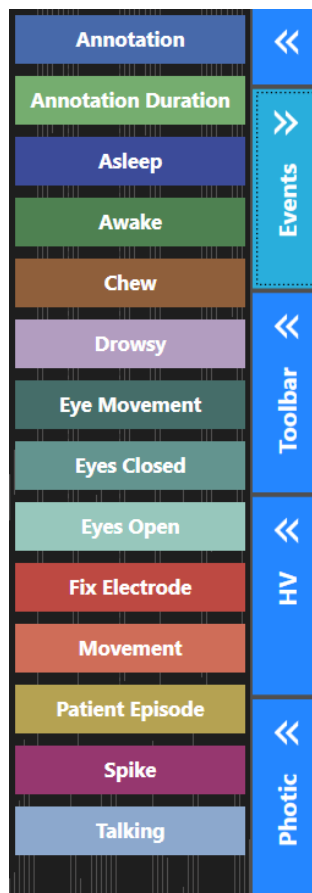 Annotation
Annotation Duration
Asleep
Awake
Chew
Drowsy
Eye Movement
Eyes Closed
Eyes Open
Fix Electrode
Movement
Patient Episode
Spike
Talking
Events
Toolbar
HV
Photic